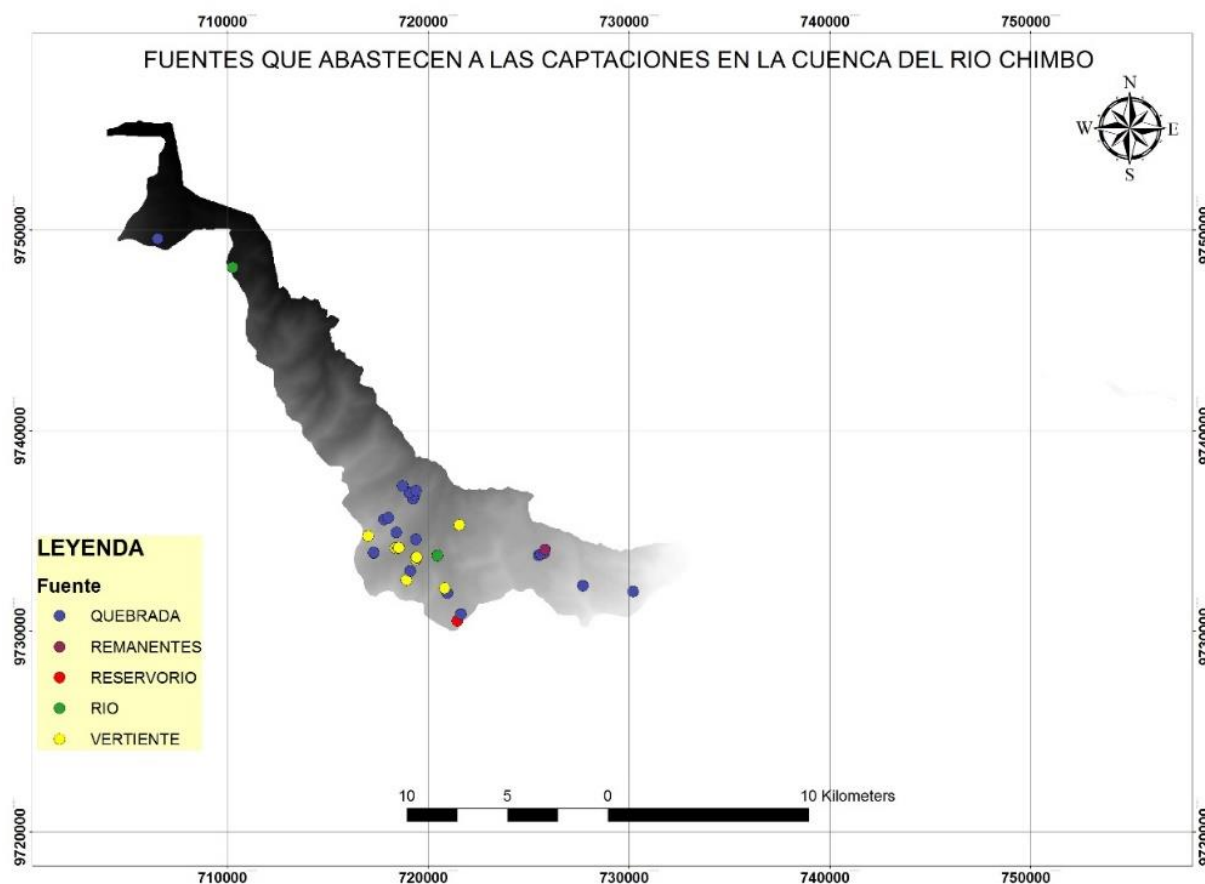 710000 720000 730000 740000 750000
FUENTES QUE ABASTECEN A LAS CAPTACIONES EN LA CUENCA DEL RIO CHIMBO
N
W E
S
9750000 9750000
9740000 9740000
LEYENDA
Fuente
QUEBRADA
REMANENTES
RESERVORIO
RIO
VERTIENTE
9730000 9730000
10 5 0 10 Kilometers
9720000 9720000
710000 720000 730000 740000 750000